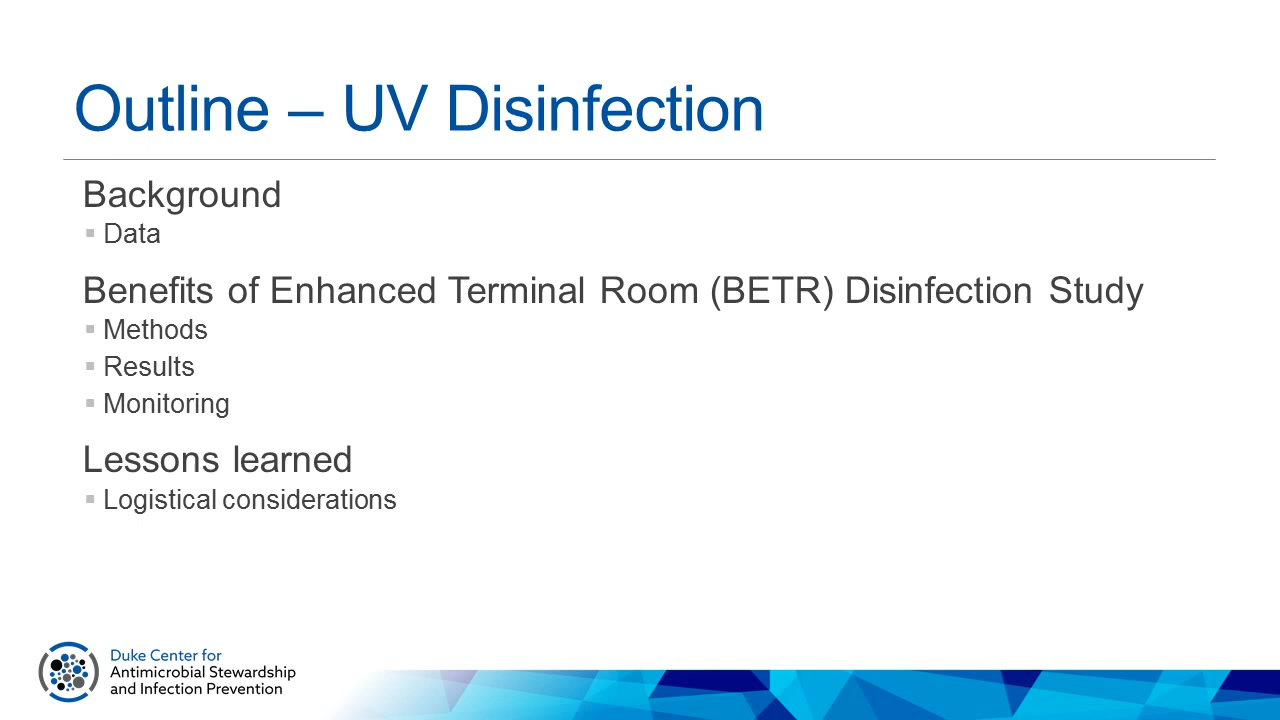 Outline – UV Disinfection
Background
▪ Data
Benefits of Enhanced Terminal Room (BETR) Disinfection Study
▪ Methods
▪ Results
▪ Monitoring
Lessons learned
▪ Logistical considerations
Duke Center for
Antimicrobial Stewardship
and Infection Prevention